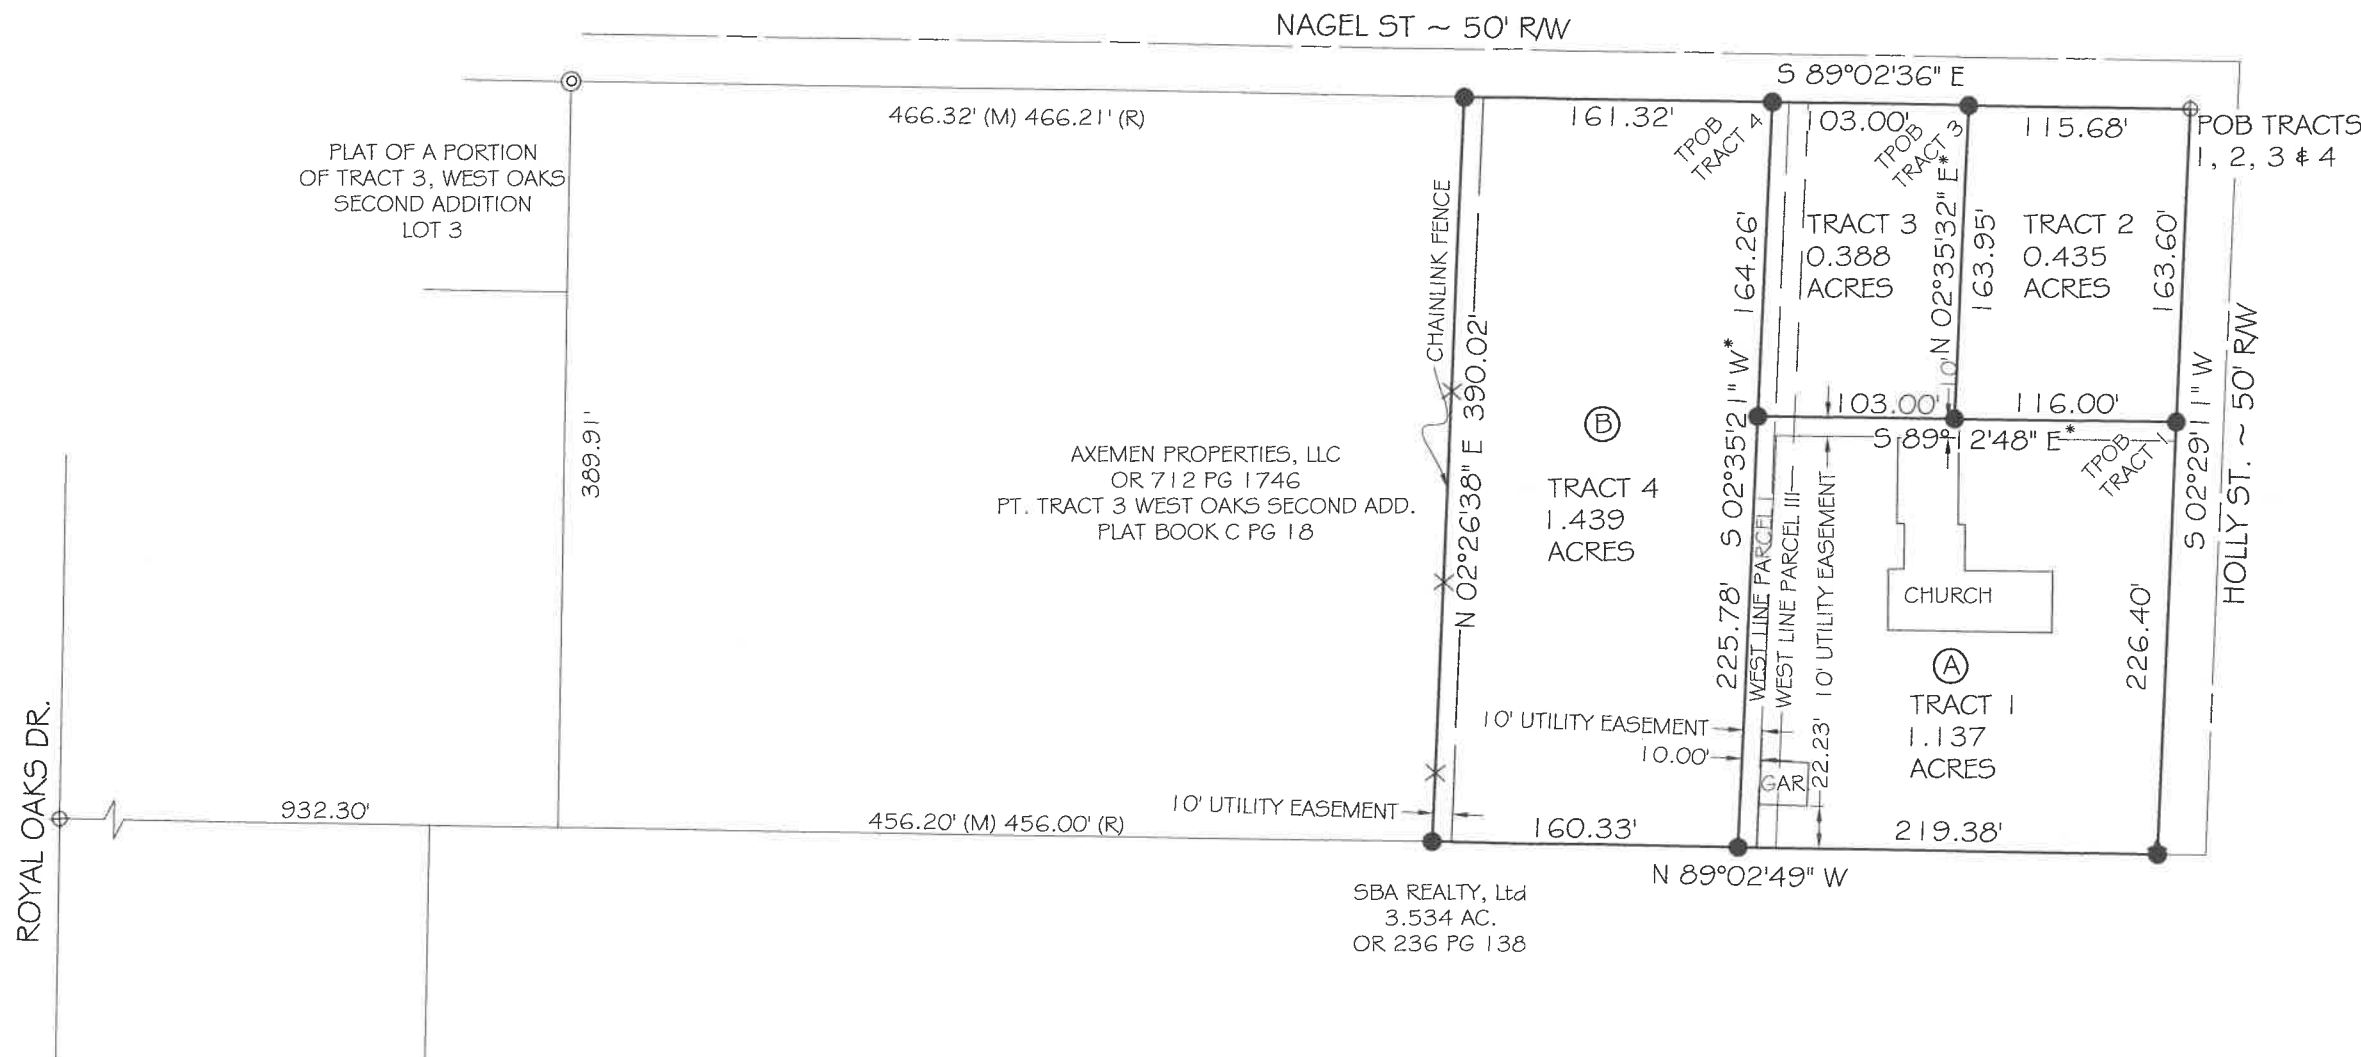 NAGEL ST ~ 50' R/W
S 89°02'36" E
466.32' (M) 466.21' (R)
161.32'
103.00'
115.68'
POB TRACTS
1, 2, 3 & 4
TPOB
TRACT 4
TPOB
TRACT 3
PLAT OF A PORTION
OF TRACT 3, WEST OAKS
SECOND ADDITION
LOT 3
CHAINLINK FENCE
164.26'
TRACT 3
0.388
ACRES
N 02°35'32" E*
163.95'
TRACT 2
0.435
ACRES
163.60'
389.91'
N 02°26'38" E 390.02'
B
TRACT 4
1.439
ACRES
S 02°35'21" W*
225.78'
10'
103.00'
116.00'
S 89°12'48" E*
TPOB
TRACT 1
S 02°29'11" W
HOLLY ST. ~ 50' R/W
AXEMEN PROPERTIES, LLC
OR 712 PG 1746
PT. TRACT 3 WEST OAKS SECOND ADD.
PLAT BOOK C PG 18
WEST LINE PARCEL I
WEST LINE PARCEL III
10' UTILITY EASEMENT
CHURCH
226.40'
A
TRACT 1
1.137
ACRES
10' UTILITY EASEMENT
10.00'
22.23'
GAR.
ROYAL OAKS DR.
932.30'
456.20' (M) 456.00' (R)
10' UTILITY EASEMENT
160.33'
219.38'
N 89°02'49" W
SBA REALTY, Ltd
3.534 AC.
OR 236 PG 138